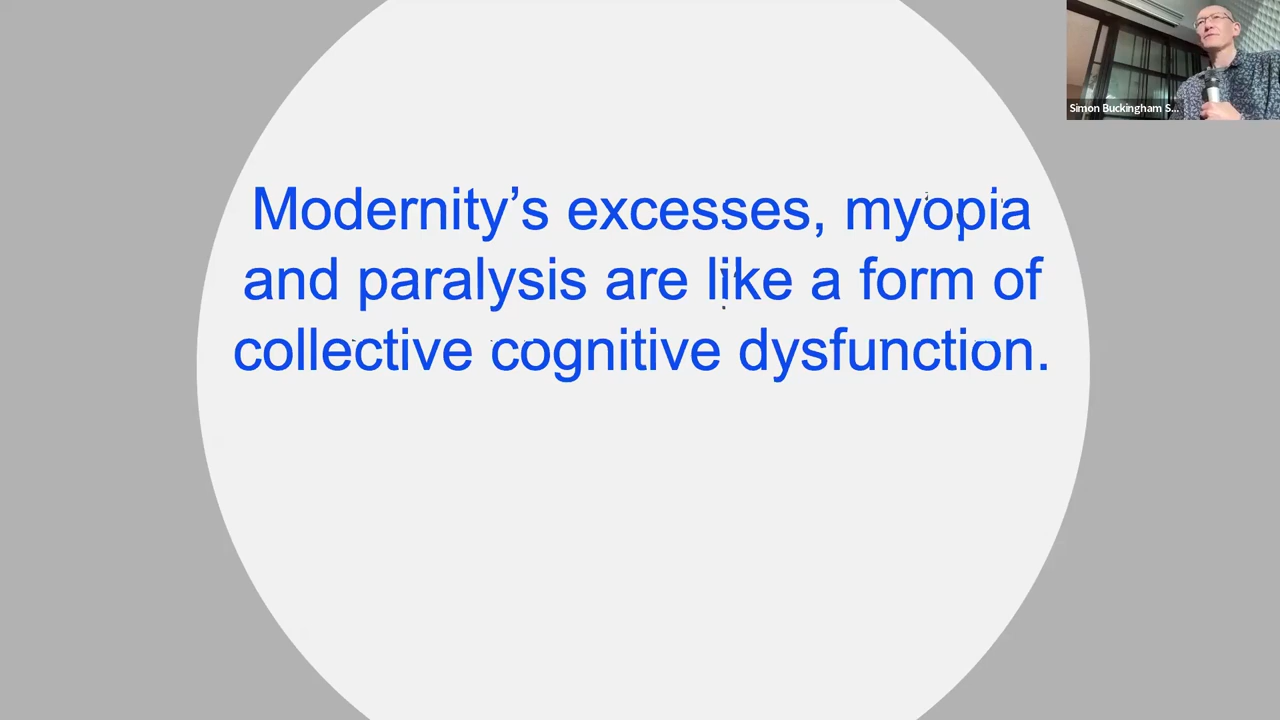 Modernity’s excesses, myopia
and paralysis are like a form of
collective cognitive dysfunction.
Simon Buckingham S...